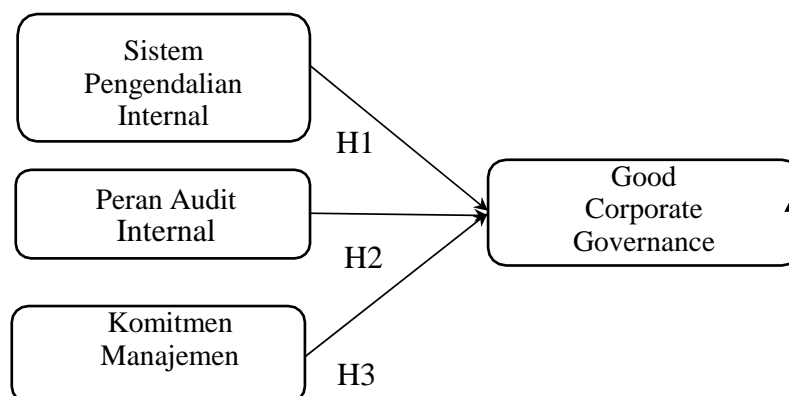 Sistem
Pengendalian
Internal
H1
Peran Audit
Internal
H2
Komitmen
Manajemen
H3
Good
Corporate
Governance